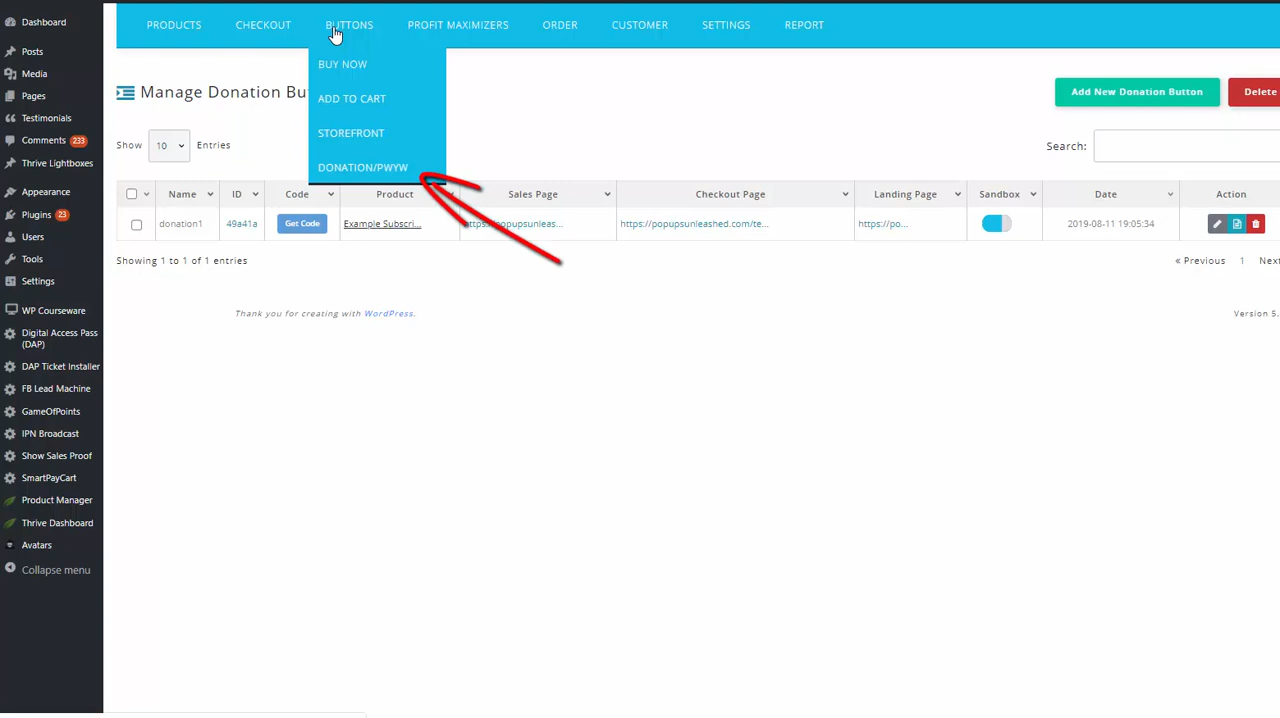 Dashboard
Posts
Media
Pages
Testimonials
Comments 233
Thrive Lightboxes
Appearance
Plugins 23
Users
Tools
Settings
WP Courseware
Digital Access Pass
(DAP)
DAP Ticket Installer
FB Lead Machine
GameOfPoints
IPN Broadcast
Show Sales Proof
SmartPayCart
Product Manager
Thrive Dashboard
Avatars
Collapse menu
PRODUCTS CHECKOUT BUTTONS PROFIT MAXIMIZERS ORDER CUSTOMER SETTINGS REPORT
BUY NOW
ADD TO CART
STOREFRONT
DONATION/PWYW
Manage Donation Bu
Add New Donation Button Delete
Show 10 Entries Search:
Name ID Code Product Sales Page Checkout Page Landing Page Sandbox Date Action
donation1 49a41a Get Code Example Subscri... https://popupsunleas... https://popupsunleashed.com/te... https://po... 2019-08-11 19:05:34
Showing 1 to 1 of 1 entries « Previous 1 Next
Thank you for creating with WordPress. Version 5.